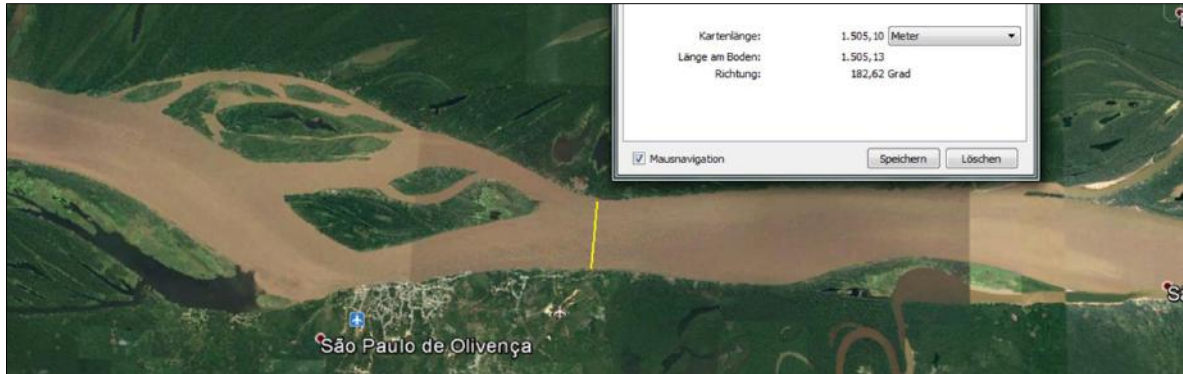 Kartenlänge: 1.505,10 Meter
Länge am Boden: 1.505,13
Richtung: 182,62 Grad
Mausnavigation Speichern Löschen
São Paulo de Olivença